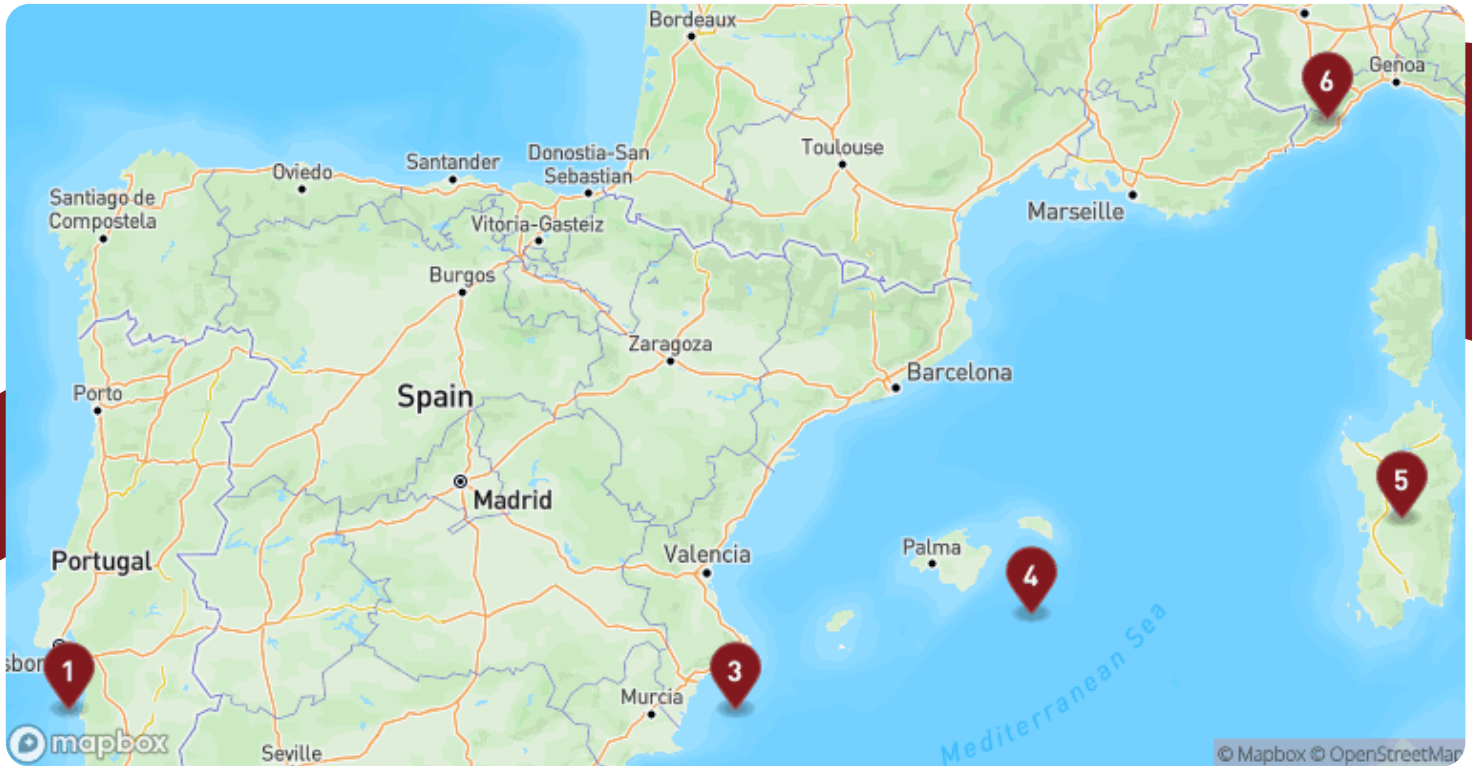 Bordeaux
Genoa
6
Toulouse
Donostia-San
Sebastian
Santander
Oviedo
Santiago de
Compostela
Marseille
Vitoria-Gasteiz
Burgos
Zaragoza
Barcelona
Porto
Spain
Madrid
5
Portugal
Valencia
Palma
4
sbon
1
3
Murcia
Mediterranean Sea
Seville
mapbox
© Mapbox © OpenStreetMap